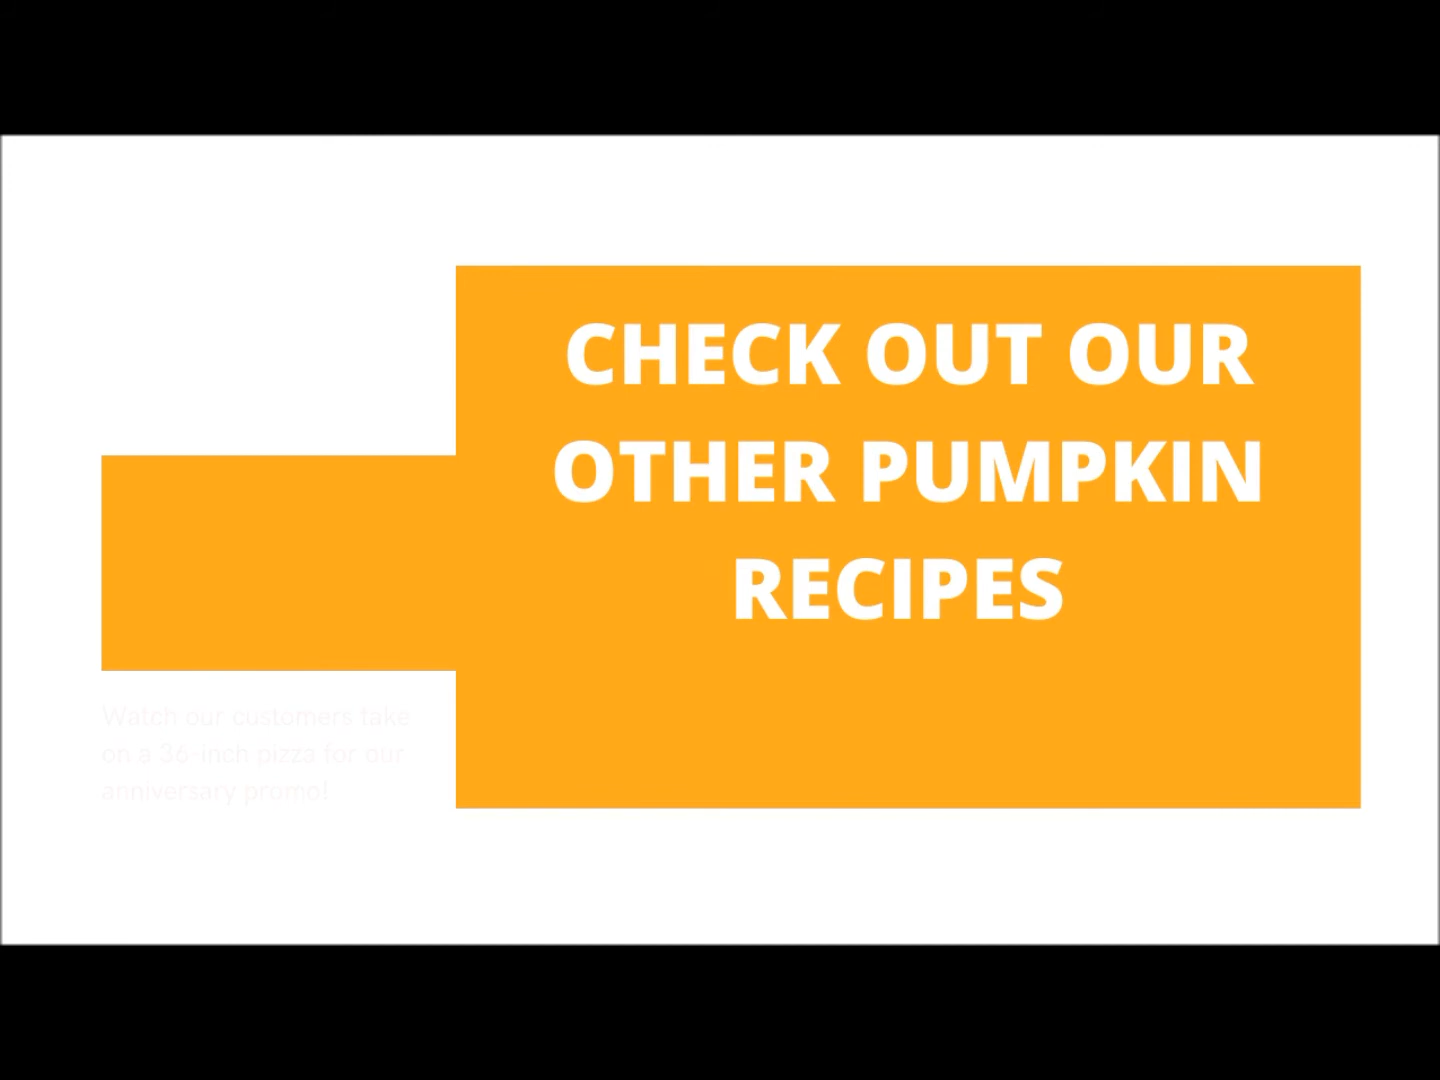 CHECK OUT OUR
OTHER PUMPKIN
RECIPES
Watch our customers take
on a 36-inch pizza for our
anniversary promo!